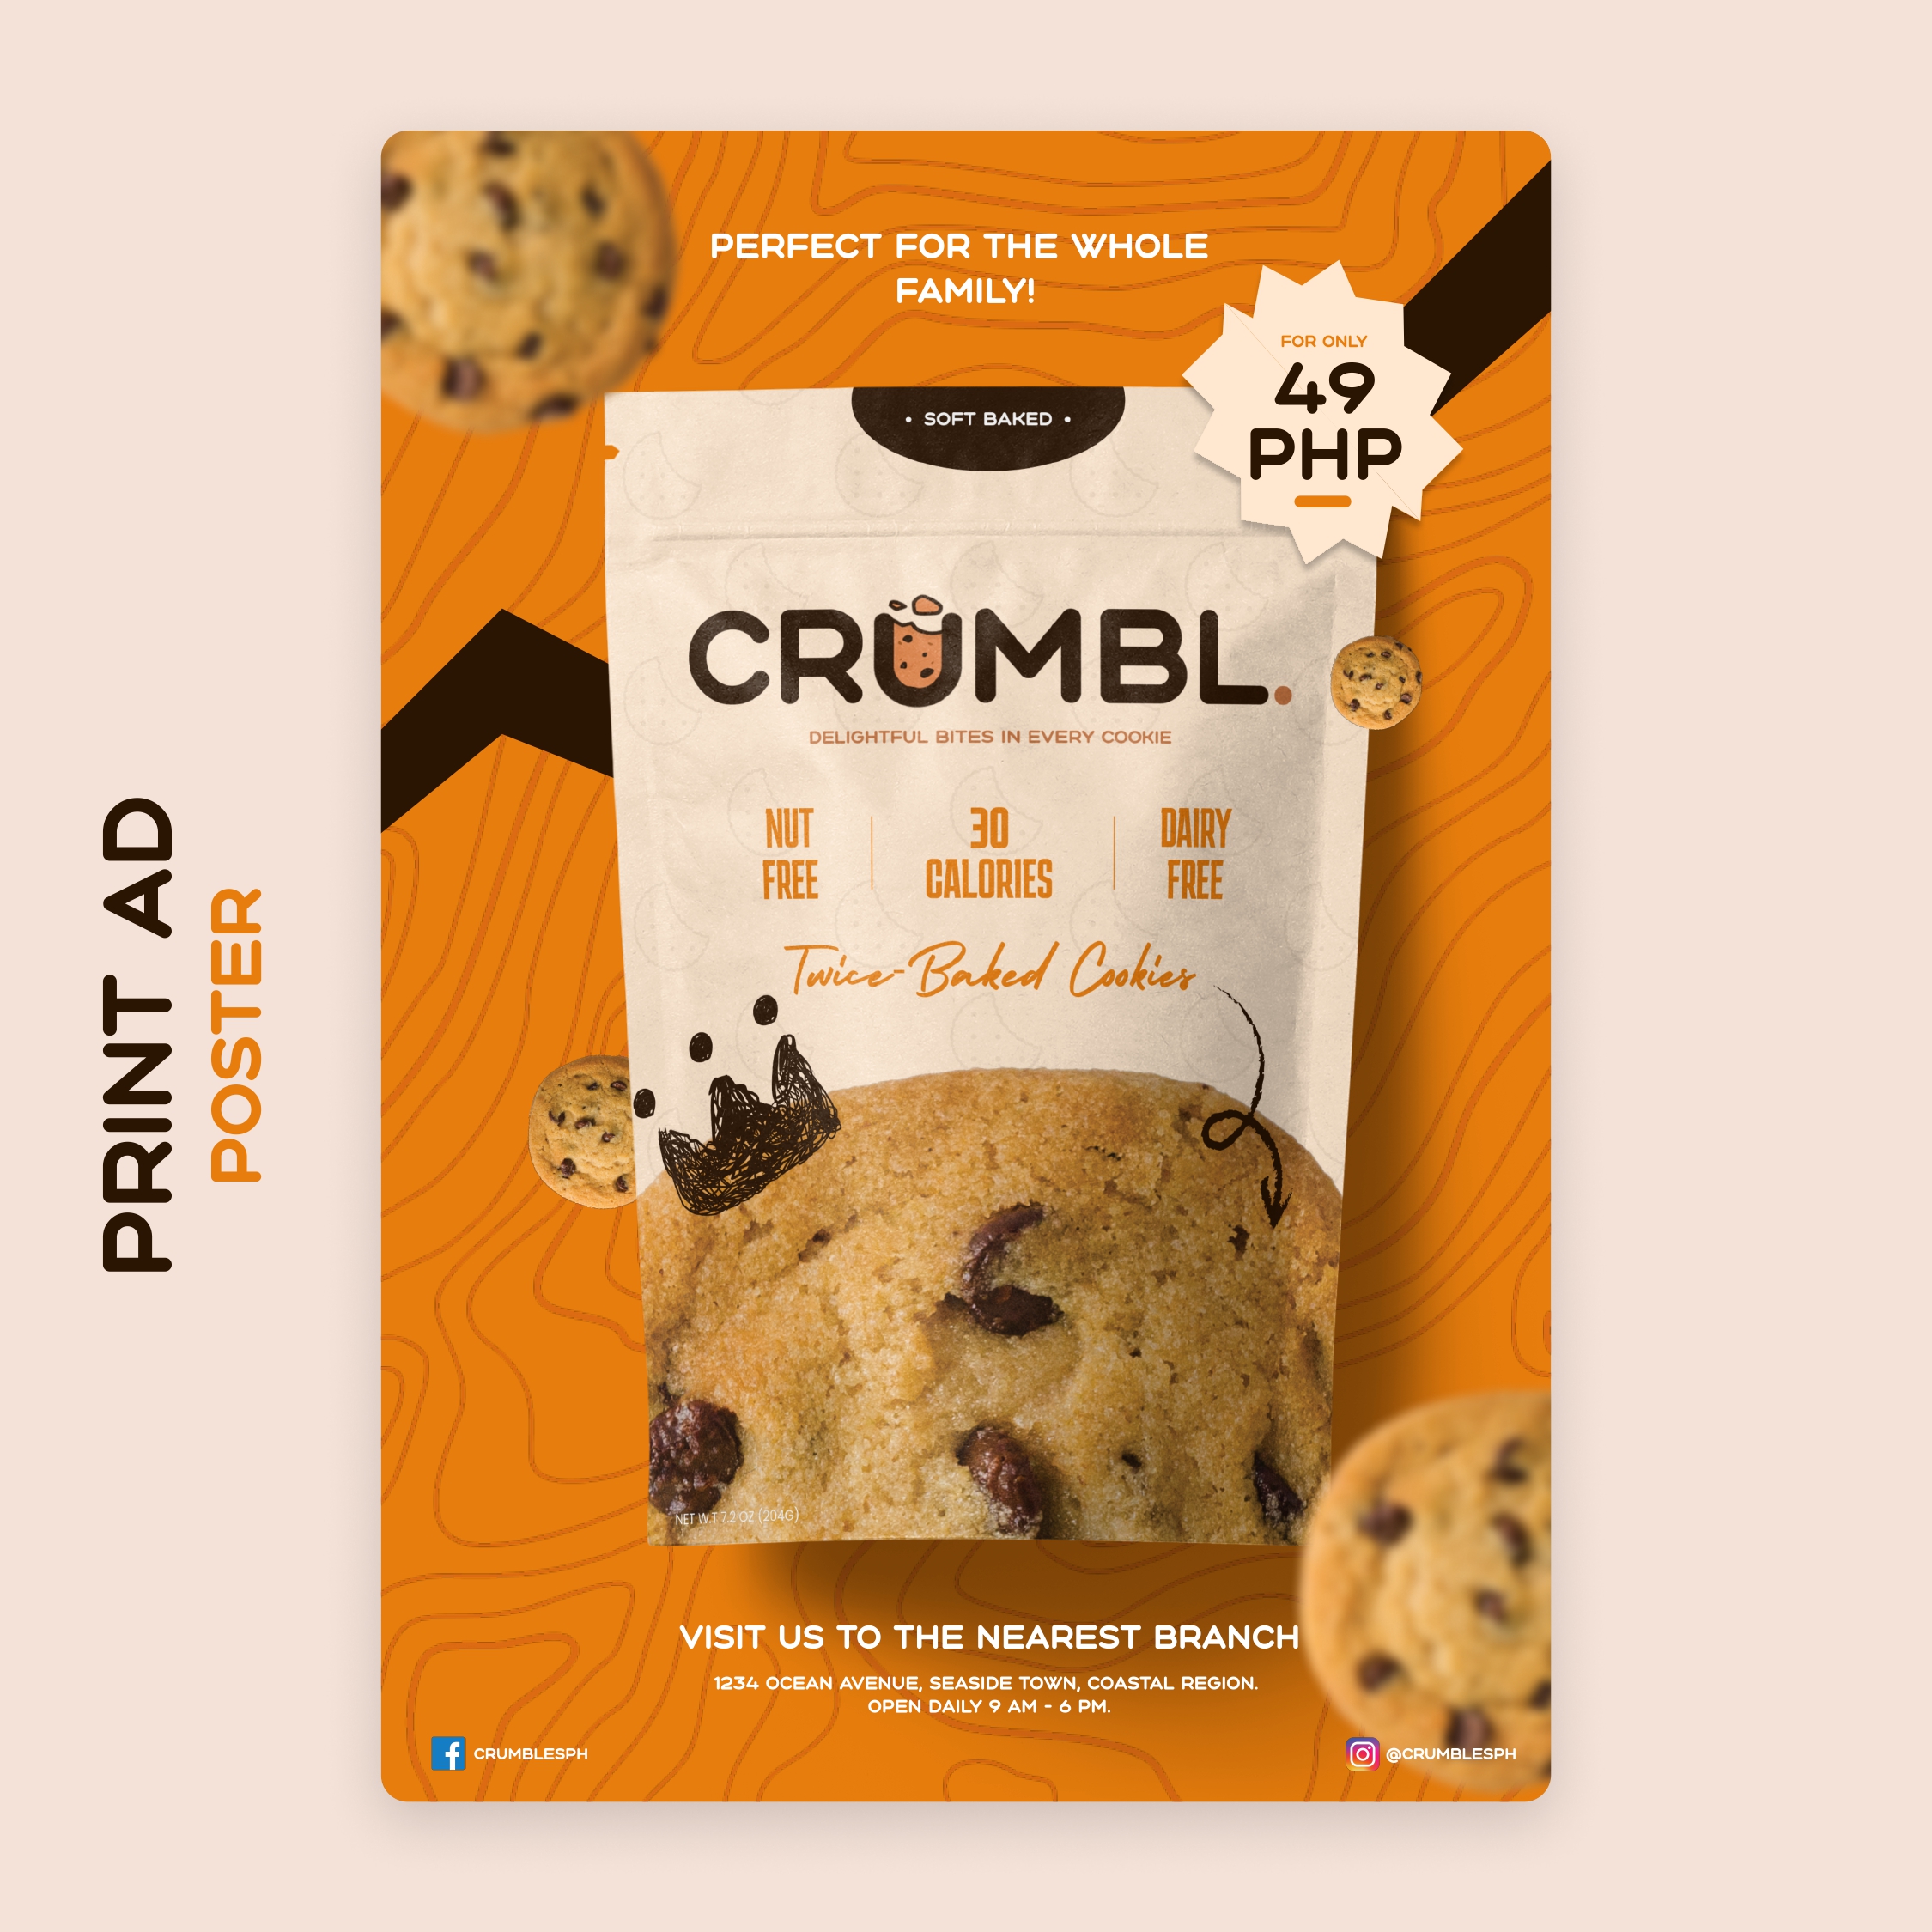 PRINT AD
POSTER
PERFECT FOR THE WHOLE
FAMILY!
FOR ONLY
49
PHP
• SOFT BAKED •
CRUMBL.
DELIGHTFUL BITES IN EVERY COOKIE
NUT
FREE
30
CALORIES
DAIRY
FREE
Twice-Baked Cookies
NET W.T 7.2 OZ (204G)
VISIT US TO THE NEAREST BRANCH
1234 OCEAN AVENUE, SEASIDE TOWN, COASTAL REGION.
OPEN DAILY 9 AM - 6 PM.
CRUMBLESPH
@CRUMBLESPH